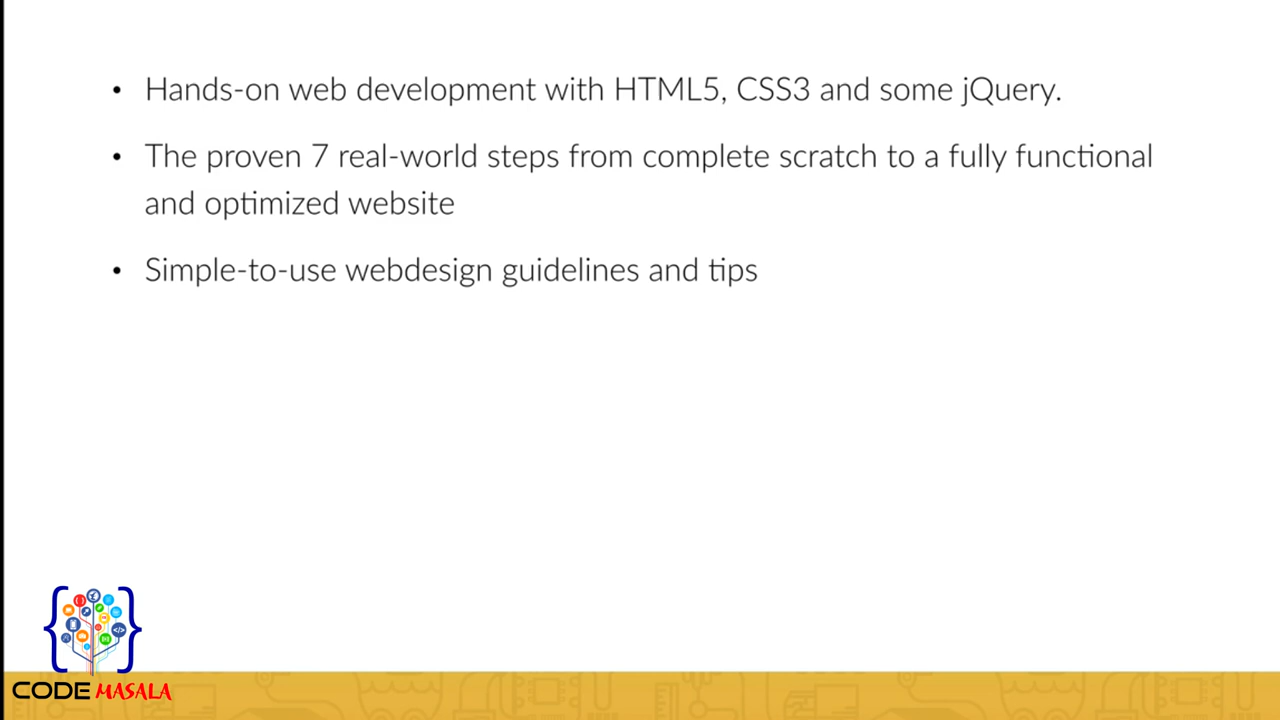 • Hands-on web development with HTML5, CSS3 and some jQuery.
• The proven 7 real-world steps from complete scratch to a fully functional
and optimized website
• Simple-to-use webdesign guidelines and tips
CODE MASALA